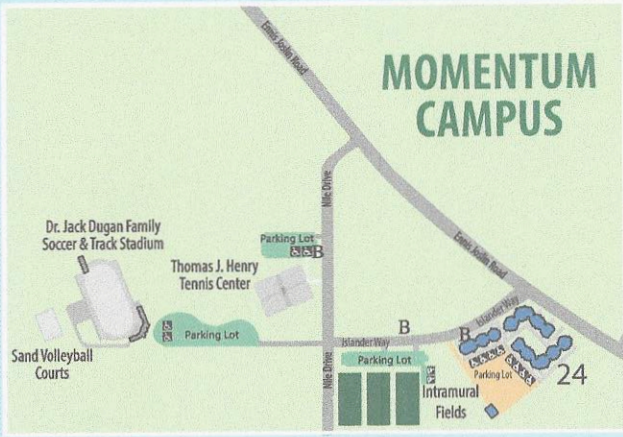 Ennis Joslin Road
MOMENTUM
CAMPUS
Nile Drive
Dr. Jack Dugan Family
Soccer & Track Stadium
Parking Lot
B
Thomas J. Henry
Tennis Center
Ennis Joslin Road
Islander Way
Parking Lot
B
B
Islander Way
Sand Volleyball
Courts
Nile Drive
Parking Lot
Parking Lot
24
Intramural
Fields